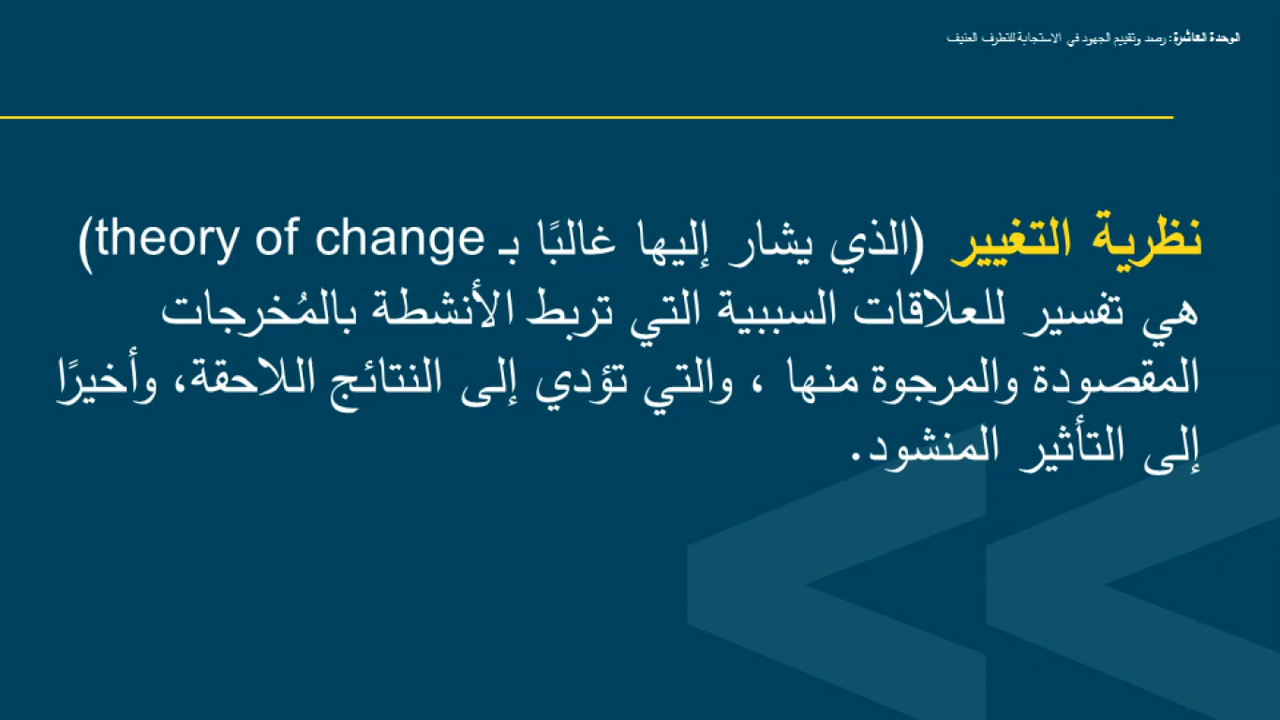 الوحدة العاشرة: رصد وتقييم الجهود في الاستجابة للتطرف العنيف
نظرية التغيير (الذي يشار إليها غالبًا بـ theory of change)
هي تفسير للعلاقات السببية التي تربط الأنشطة بالمُخرجات
المقصودة والمرجوة منها ، والتي تؤدي إلى النتائج اللاحقة، وأخيرًا
إلى التأثير المنشود.